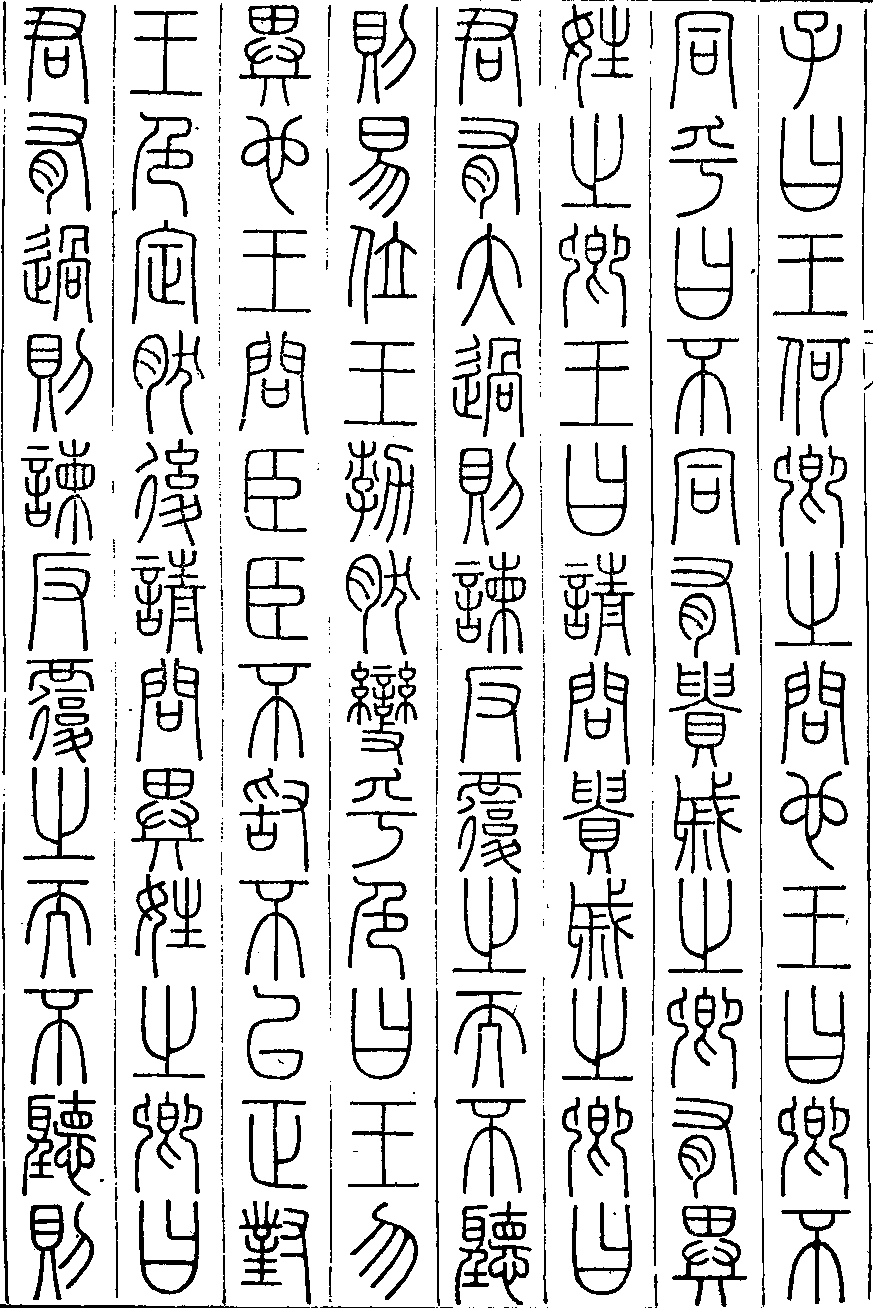 子曰王何卿之問也王曰卿不
同乎曰不同有貴戚之卿有異
姓之卿王曰請問貴戚之卿曰
君有大過則諫反覆之而不聽
則易位王勃然變乎色曰王勿
異也王問臣臣不敢不以正對
王色定然後請問異姓之卿曰
君有過則諫反覆之而不聽則